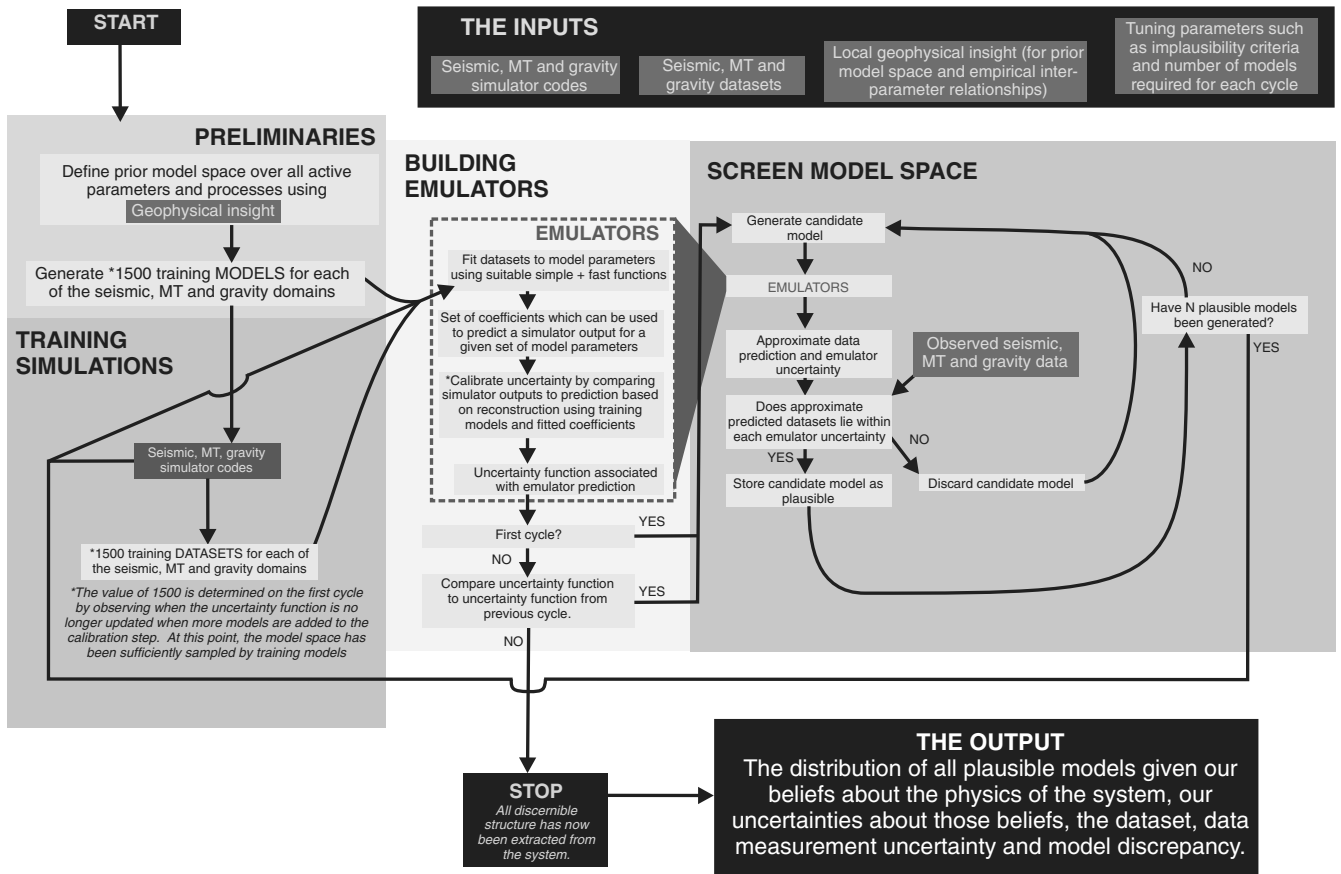 START
THE INPUTS
Seismic, MT and gravity
simulator codes
Seismic, MT and
gravity datasets
Local geophysical insight (for prior
model space and empirical inter-
parameter relationships)
Tuning parameters such
as implausibility criteria
and number of models
required for each cycle
PRELIMINARIES
Define prior model space over all active
parameters and processes using
Geophysical insight
Generate *1500 training MODELS for each
of the seismic, MT and gravity domains
TRAINING
SIMULATIONS
Seismic, MT, gravity
simulator codes
*1500 training DATASETS for each of
the seismic, MT and gravity domains
*The value of 1500 is determined on the first cycle
by observing when the uncertainty function is no
longer updated when more models are added to the
calibration step. At this point, the model space has
been sufficiently sampled by training models
BUILDING
EMULATORS
EMULATORS
Fit datasets to model parameters
using suitable simple + fast functions
Set of coefficients which can be used
to predict a simulator output for a
given set of model parameters
*Calibrate uncertainty by comparing
simulator outputs to prediction based
on reconstruction using training
models and fitted coefficients
Uncertainty function associated
with emulator prediction
First cycle?
YES
NO
Compare uncertainty function
to uncertainty function from
previous cycle.
YES
NO
SCREEN MODEL SPACE
Generate candidate
model
EMULATORS
Approximate data
prediction and emulator
uncertainty
Observed seismic,
MT and gravity data
Does approximate
predicted datasets lie within
each emulator uncertainty
NO
YES
Store candidate model as
plausible
Discard candidate model
NO
Have N plausible models
been generated?
YES
STOP
All discernible
structure has now
been extracted from
the system.
THE OUTPUT
The distribution of all plausible models given our
beliefs about the physics of the system, our
uncertainties about those beliefs, the dataset, data
measurement uncertainty and model discrepancy.